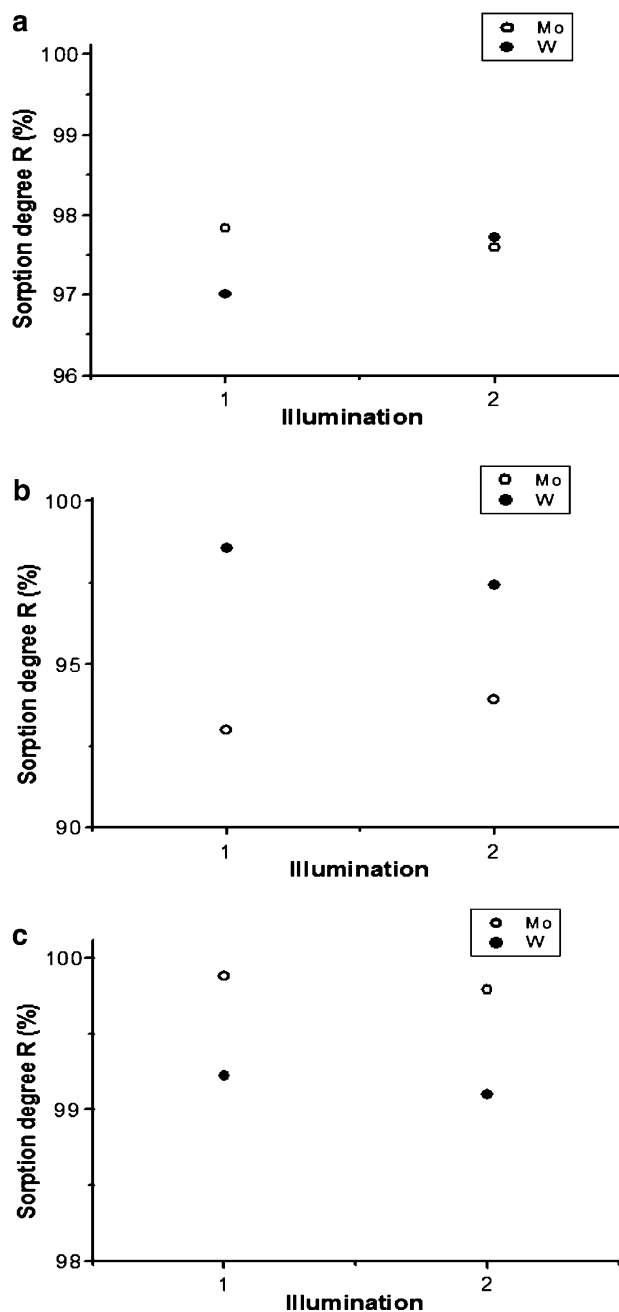 a
Mo
W
100
99
98
97
96
Sorption degree R (%)
1 2
Illumination
b
Mo
W
100
95
90
Sorption degree R (%)
1 2
Illumination
c
Mo
W
100
99
98
Sorption degree R (%)
1 2
Illumination